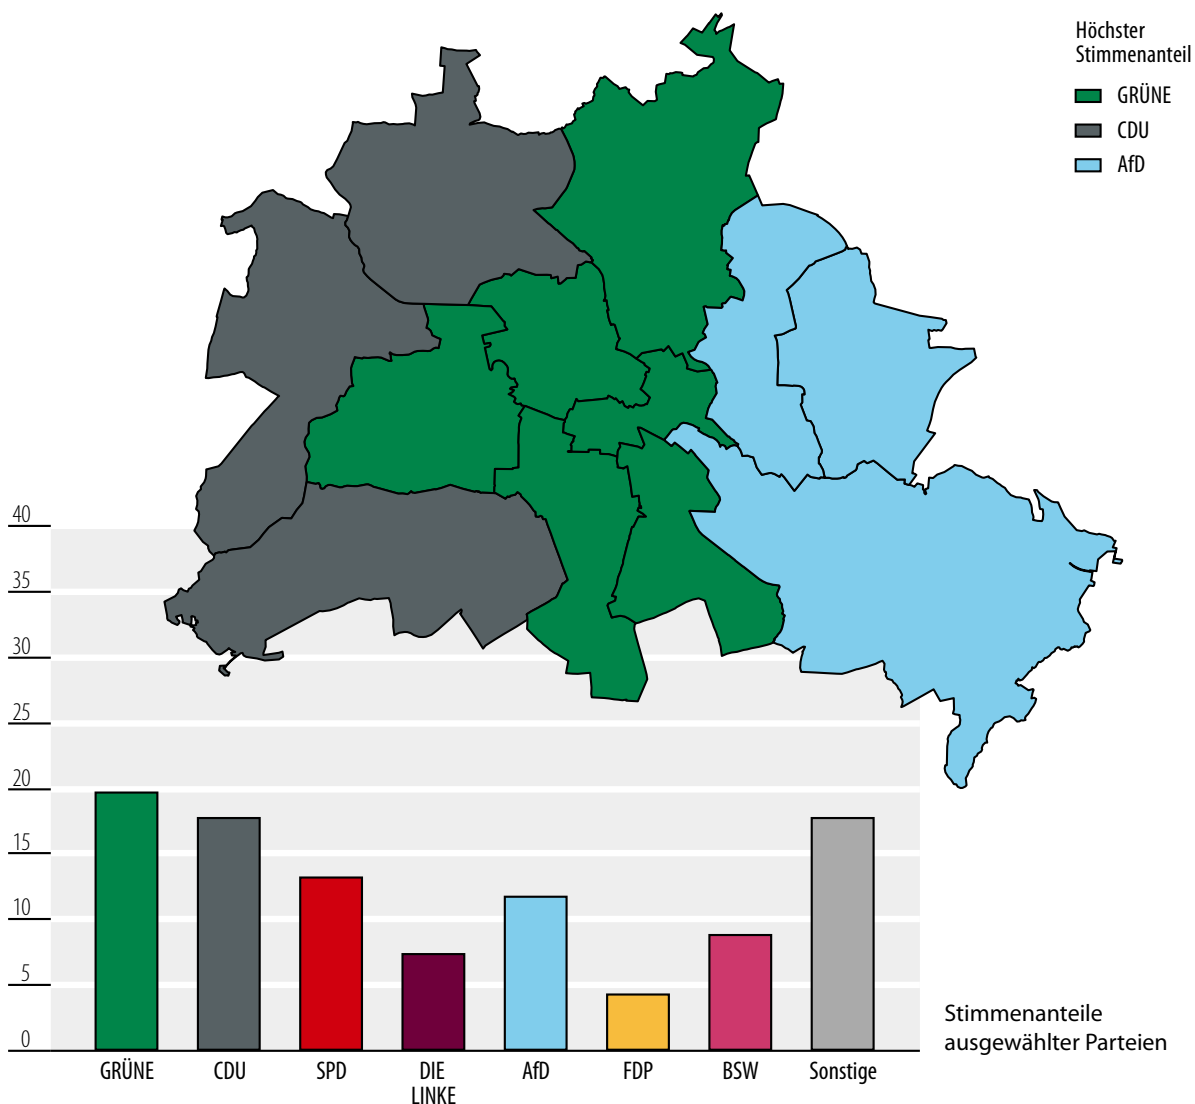 Höchster
Stimmenanteil
GRÜNE
CDU
AfD
40
35
30
25
20
15
10
5
0
GRÜNE
CDU
SPD
DIE
LINKE
AfD
FDP
BSW
Sonstige
Stimmenanteile
ausgewählter Parteien